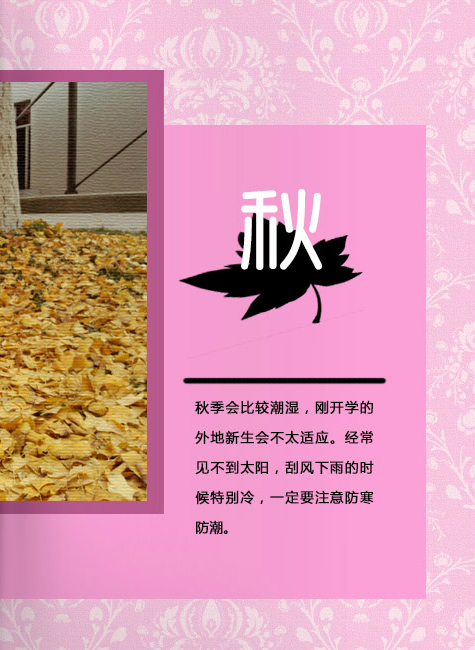 秋
秋季会比较潮湿，刚开学的
外地新生会不太适应。经常
见不到太阳，刮风下雨的时
候特别冷，一定要注意防寒
防潮。